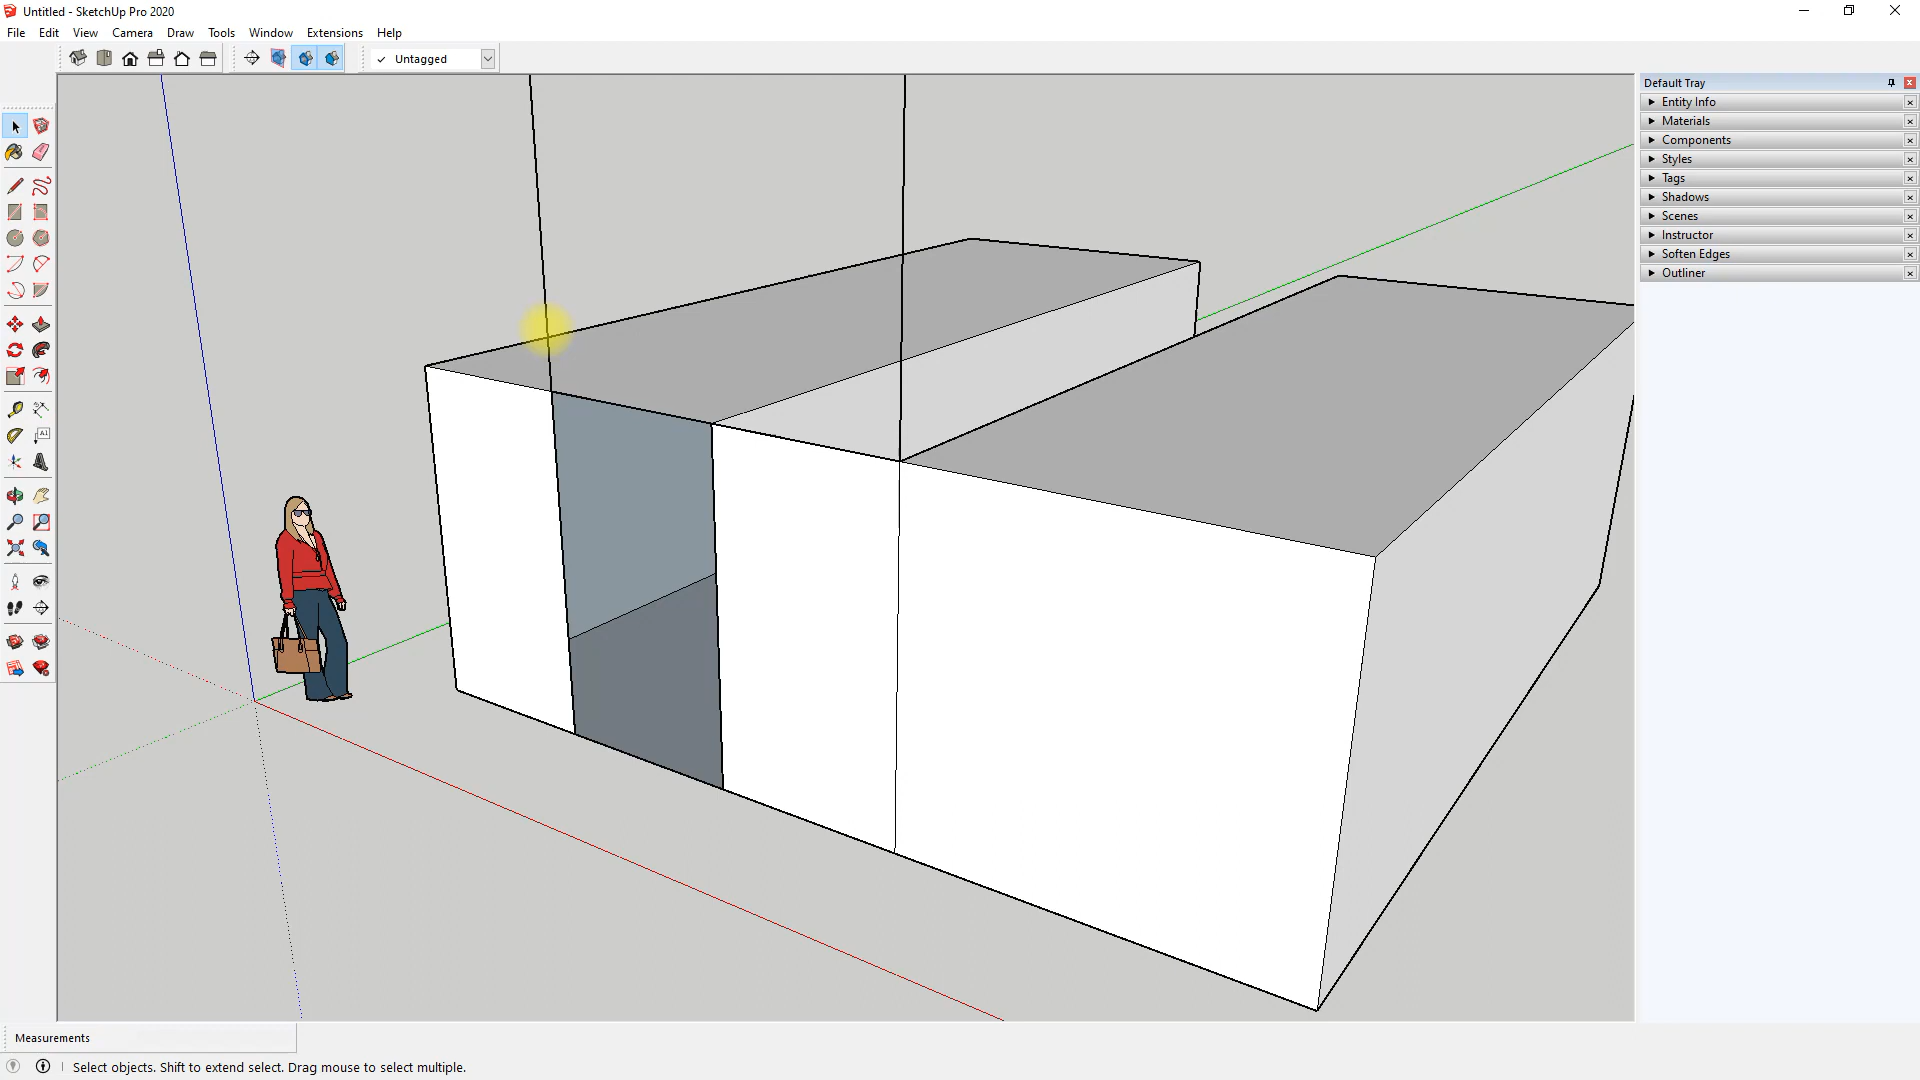 Untitled - SketchUp Pro 2020
File Edit View Camera Draw Tools Window Extensions Help
Untagged
Default Tray
Entity Info
Materials
Components
Styles
Tags
Shadows
Scenes
Instructor
Soften Edges
Outliner
A1
Measurements
Select objects. Shift to extend select. Drag mouse to select multiple.